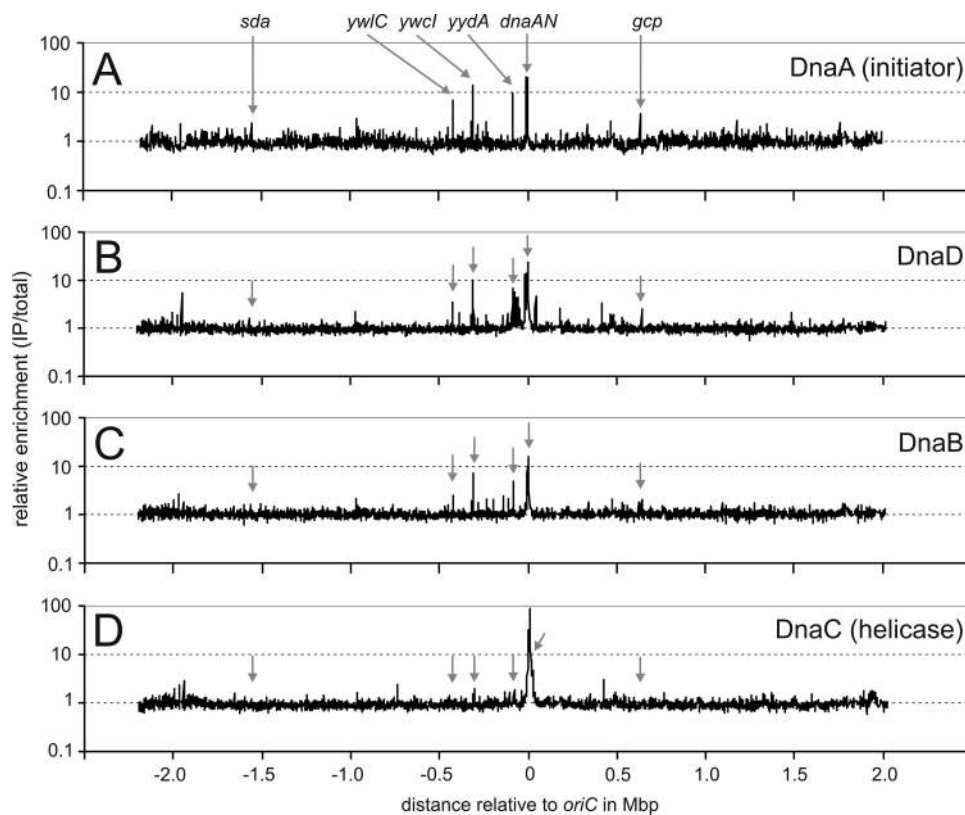 sda ywlC ywcI yydA dnaAN gcp
A
DnaA (initiator)
100
10
1
0.1
B
DnaD
100
10
1
0.1
C
DnaB
100
10
1
0.1
D
DnaC (helicase)
100
10
1
0.1
relative enrichment (IP/total)
-2.0 -1.5 -1.0 -0.5 0 0.5 1.0 1.5 2.0
distance relative to oriC in Mbp